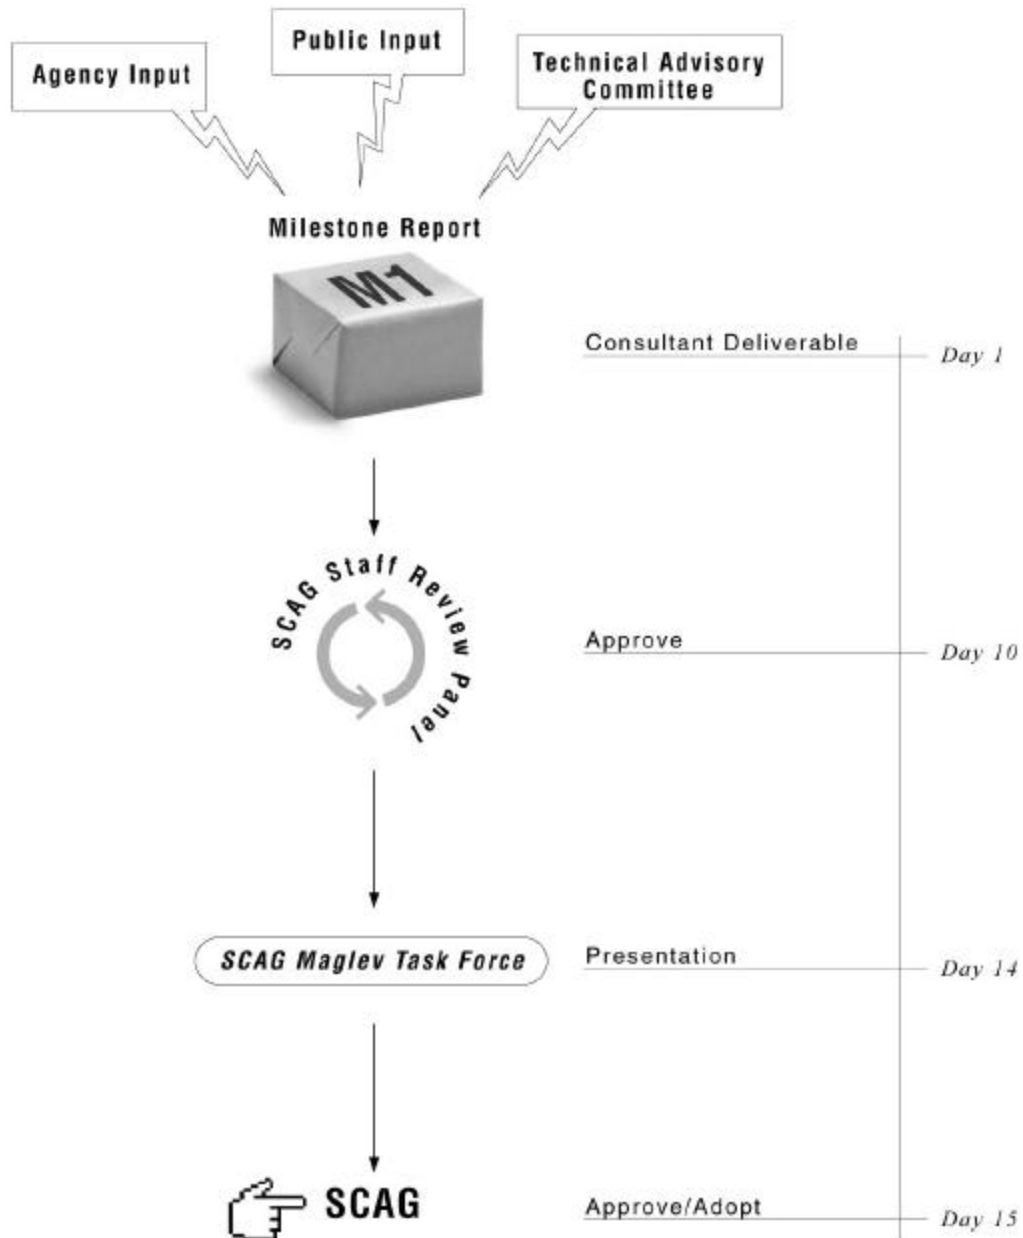 Public Input
Agency Input
Technical Advisory
Committee
Milestone Report
M1
Consultant Deliverable
Day 1
SCAG Staff Review Panel
Approve
Day 10
SCAG Maglev Task Force
Presentation
Day 14
SCAG
Approve/Adopt
Day 15